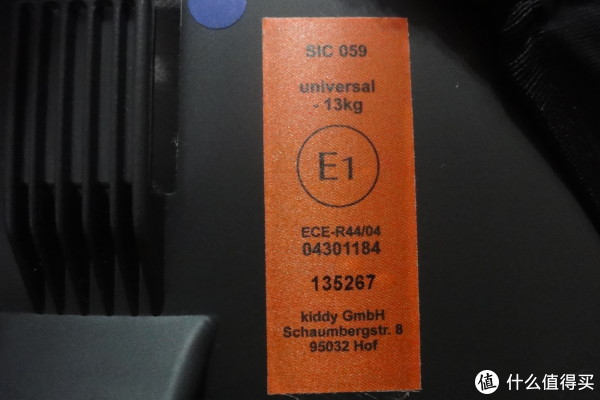 SIC 059
universal
- 13kg
E1
ECE-R44/04
04301184
135267
kiddy GmbH
Schaumbergstr. 8
95032 Hof
值 什么值得买